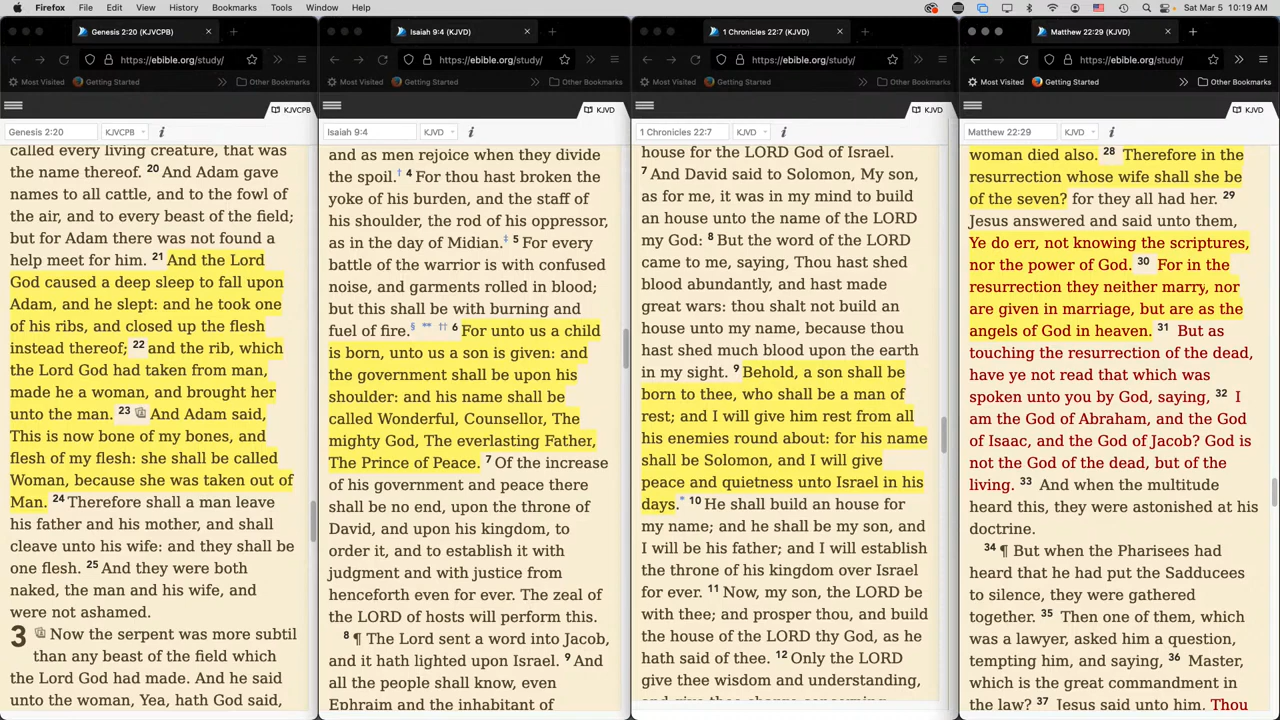 Firefox File Edit View History Bookmarks Tools Window Help Sat Mar 5 10:19 AM
Genesis 2:20 (KJVCPB)
https://ebible.org/study/
Most Visited Getting Started Other Bookmarks
KJVCPB
Genesis 2:20 KJVCPB i
called every living creature, that was
the name thereof. 20 And Adam gave
names to all cattle, and to the fowl of
the air, and to every beast of the field;
but for Adam there was not found a
help meet for him. 21 And the Lord
God caused a deep sleep to fall upon
Adam, and he slept: and he took one
of his ribs, and closed up the flesh
instead thereof; 22 and the rib, which
the Lord God had taken from man,
made he a woman, and brought her
unto the man. 23 And Adam said,
This is now bone of my bones, and
flesh of my flesh: she shall be called
Woman, because she was taken out of
Man. 24 Therefore shall a man leave
his father and his mother, and shall
cleave unto his wife: and they shall be
one flesh. 25 And they were both
naked, the man and his wife, and
were not ashamed.
3 Now the serpent was more subtil
than any beast of the field which
the Lord God had made. And he said
unto the woman, Yea, hath God said,
Isaiah 9:4 (KJVD)
https://ebible.org/study/
Most Visited Getting Started Other Bookmarks
KJVD
Isaiah 9:4 KJVD i
and as men rejoice when they divide
the spoil.† 4 For thou hast broken the
yoke of his burden, and the staff of
his shoulder, the rod of his oppressor,
as in the day of Midian.‡ 5 For every
battle of the warrior is with confused
noise, and garments rolled in blood;
but this shall be with burning and
fuel of fire.§ ** †† 6 For unto us a child
is born, unto us a son is given: and
the government shall be upon his
shoulder: and his name shall be
called Wonderful, Counsellor, The
mighty God, The everlasting Father,
The Prince of Peace. 7 Of the increase
of his government and peace there
shall be no end, upon the throne of
David, and upon his kingdom, to
order it, and to establish it with
judgment and with justice from
henceforth even for ever. The zeal of
the LORD of hosts will perform this.
8 ¶ The Lord sent a word into Jacob,
and it hath lighted upon Israel. 9 And
all the people shall know, even
Ephraim and the inhabitant of
1 Chronicles 22:7 (KJVD)
https://ebible.org/study/
Most Visited Getting Started Other Bookmarks
KJVD
1 Chronicles 22:7 KJVD i
house for the LORD God of Israel.
7 And David said to Solomon, My son,
as for me, it was in my mind to build
an house unto the name of the LORD
my God: 8 But the word of the LORD
came to me, saying, Thou hast shed
blood abundantly, and hast made
great wars: thou shalt not build an
house unto my name, because thou
hast shed much blood upon the earth
in my sight. 9 Behold, a son shall be
born to thee, who shall be a man of
rest; and I will give him rest from all
his enemies round about: for his name
shall be Solomon, and I will give
peace and quietness unto Israel in his
days.* 10 He shall build an house for
my name; and he shall be my son, and
I will be his father; and I will establish
the throne of his kingdom over Israel
for ever. 11 Now, my son, the LORD be
with thee; and prosper thou, and build
the house of the LORD thy God, as he
hath said of thee. 12 Only the LORD
give thee wisdom and understanding,
and give thee charge concerning
Matthew 22:29 (KJVD)
https://ebible.org/study/
Most Visited Getting Started Other Bookmarks
KJVD
Matthew 22:29 KJVD i
woman died also. 28 Therefore in the
resurrection whose wife shall she be
of the seven? for they all had her. 29
Jesus answered and said unto them,
Ye do err, not knowing the scriptures,
nor the power of God. 30 For in the
resurrection they neither marry, nor
are given in marriage, but are as the
angels of God in heaven. 31 But as
touching the resurrection of the dead,
have ye not read that which was
spoken unto you by God, saying, 32 I
am the God of Abraham, and the God
of Isaac, and the God of Jacob? God is
not the God of the dead, but of the
living. 33 And when the multitude
heard this, they were astonished at his
doctrine.
34 ¶ But when the Pharisees had
heard that he had put the Sadducees
to silence, they were gathered
together. 35 Then one of them, which
was a lawyer, asked him a question,
tempting him, and saying, 36 Master,
which is the great commandment in
the law? 37 Jesus said unto him, Thou